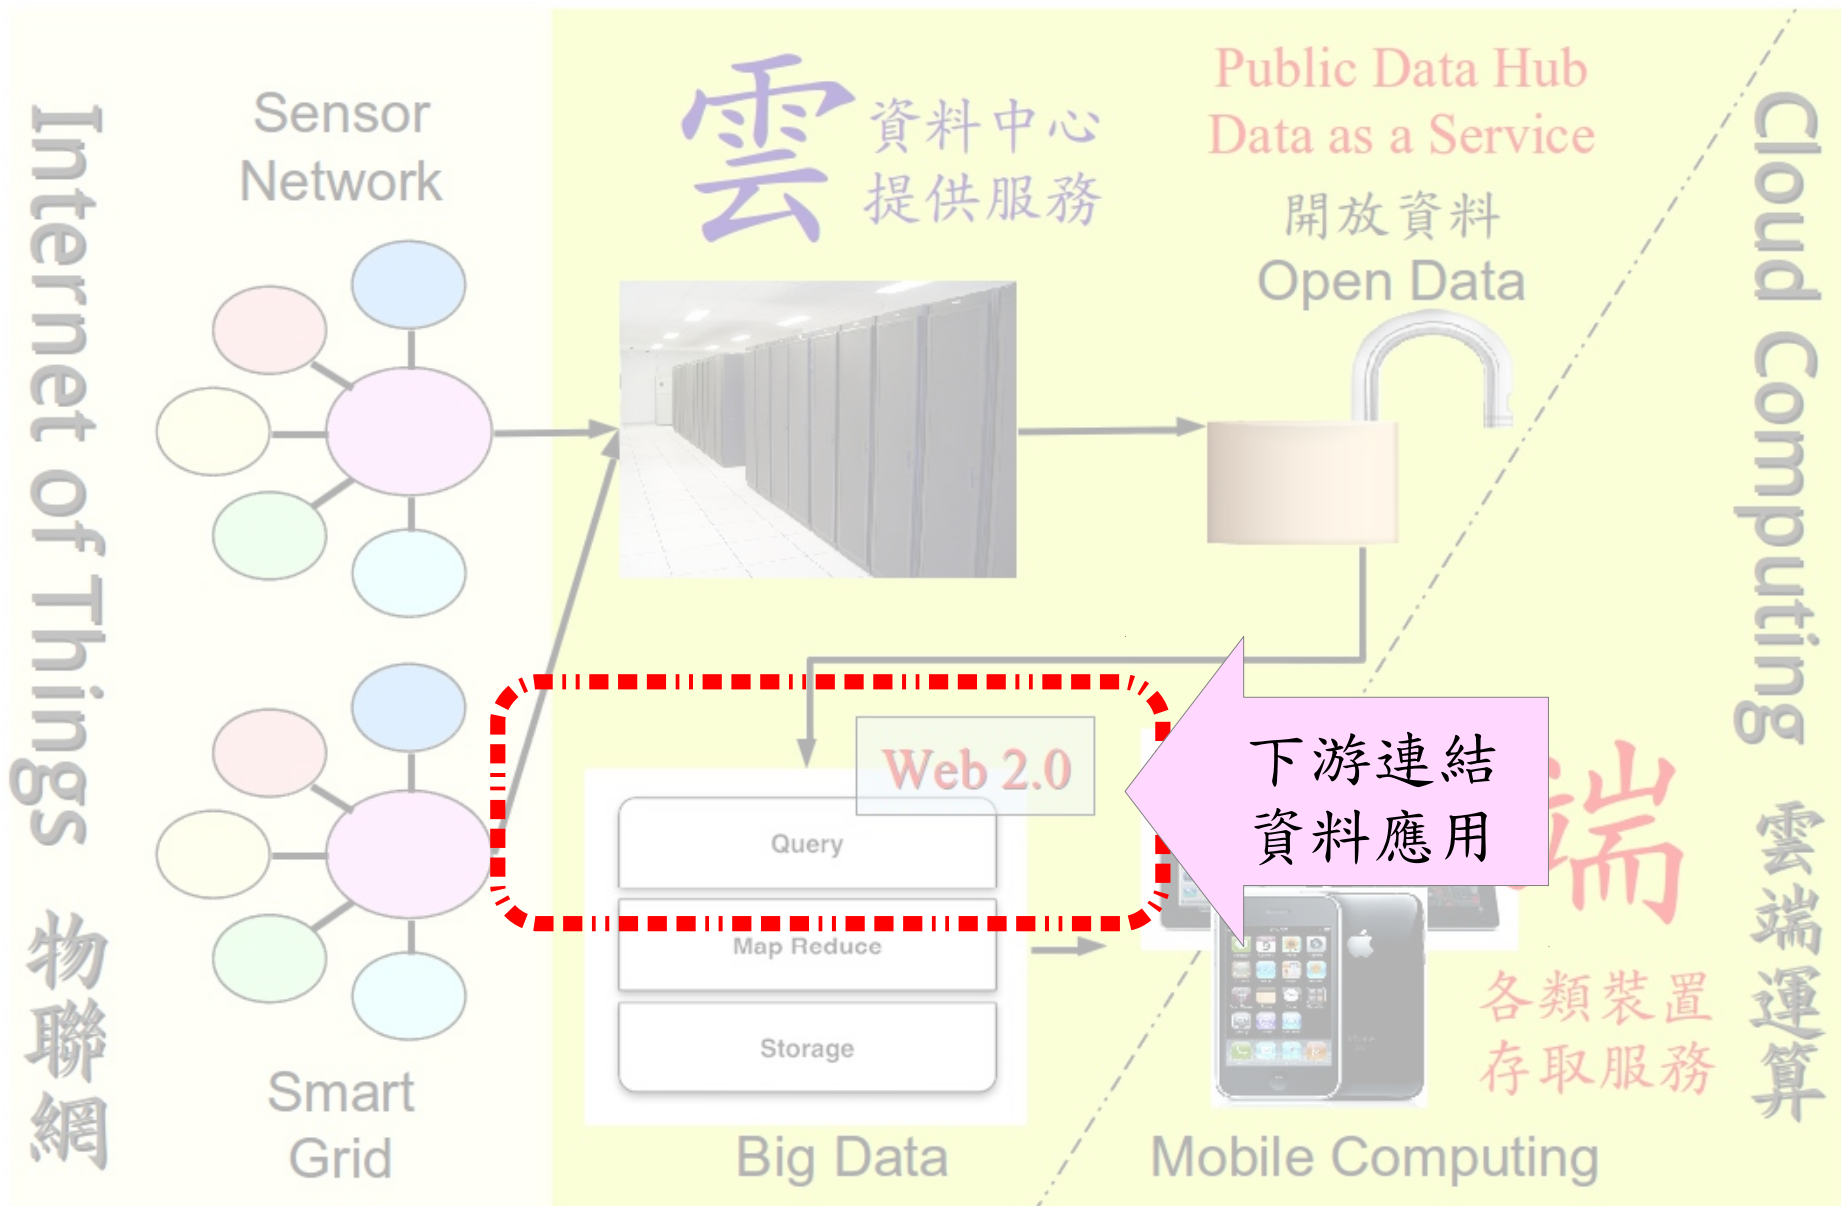 Internet of Things 物聯網
Sensor
Network
Smart
Grid
雲
資料中心
提供服務
Public Data Hub
Data as a Service
開放資料
Open Data
Web 2.0
Query
Map Reduce
Storage
Big Data
下游連結
資料應用
端
各類裝置
存取服務
Mobile Computing
Cloud Computing 雲端運算